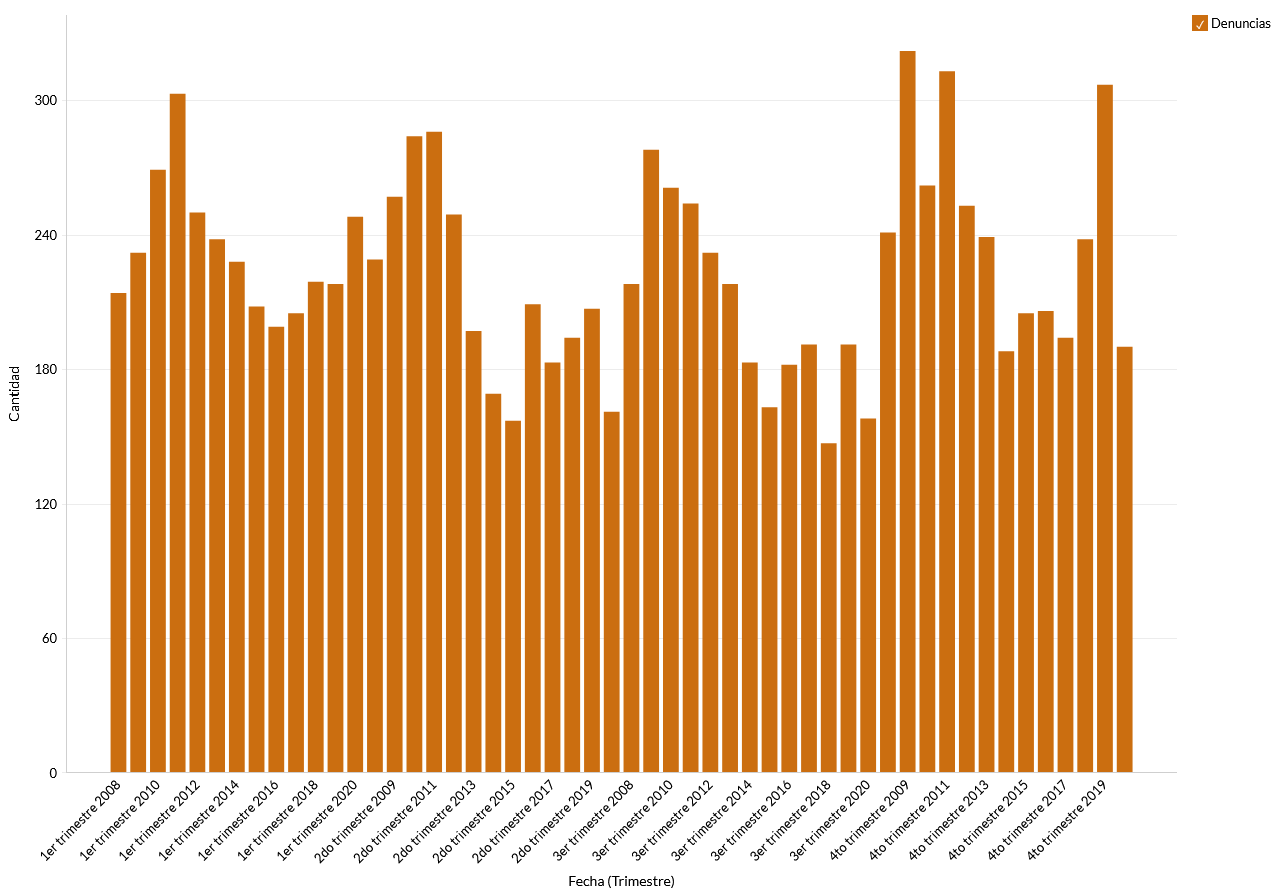 Denuncias
300
240
180
120
60
0
Cantidad
1er trimestre 2008
1er trimestre 2010
1er trimestre 2012
1er trimestre 2014
1er trimestre 2016
1er trimestre 2018
1er trimestre 2020
2do trimestre 2009
2do trimestre 2011
2do trimestre 2013
2do trimestre 2015
2do trimestre 2017
2do trimestre 2019
3er trimestre 2008
3er trimestre 2010
3er trimestre 2012
3er trimestre 2014
3er trimestre 2016
3er trimestre 2018
3er trimestre 2020
4to trimestre 2009
4to trimestre 2011
4to trimestre 2013
4to trimestre 2015
4to trimestre 2017
4to trimestre 2019
Fecha (Trimestre)